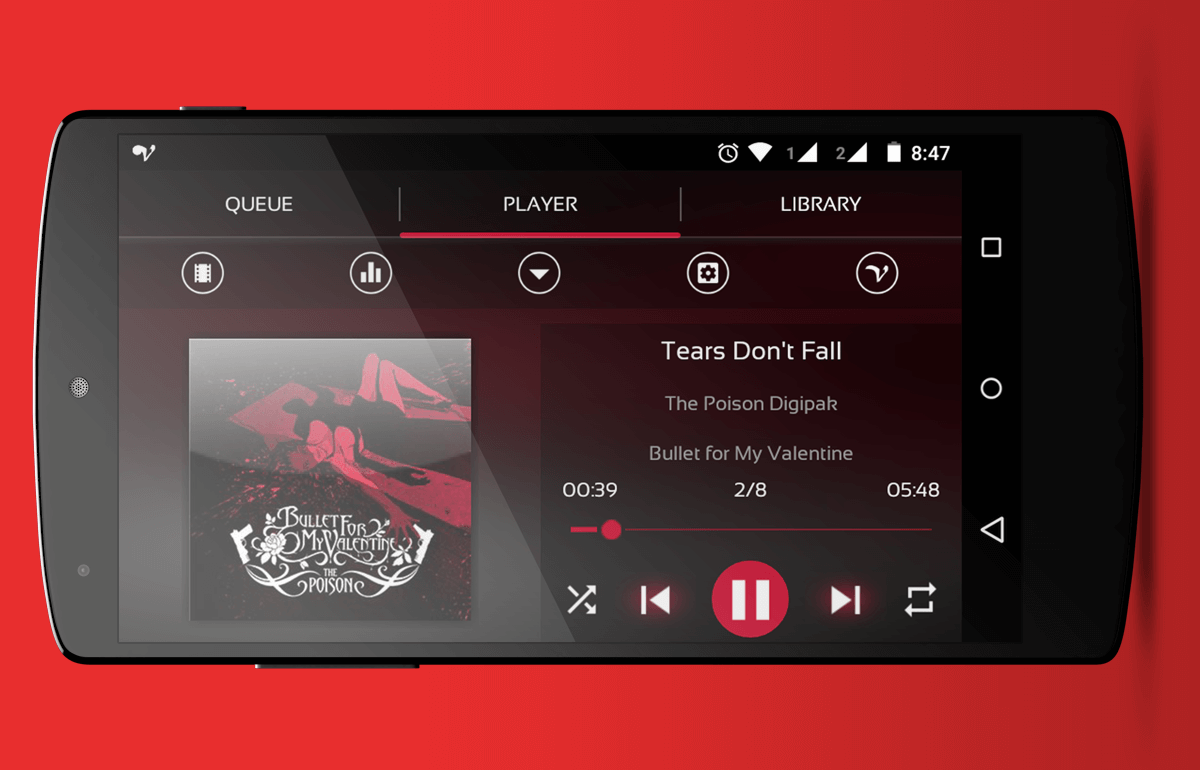 1 2 8:47
QUEUE PLAYER LIBRARY
Tears Don't Fall
The Poison Digipak
Bullet for My Valentine
00:39 2/8 05:48
BULLET FOR
MY VALENTINE
THE
POISON